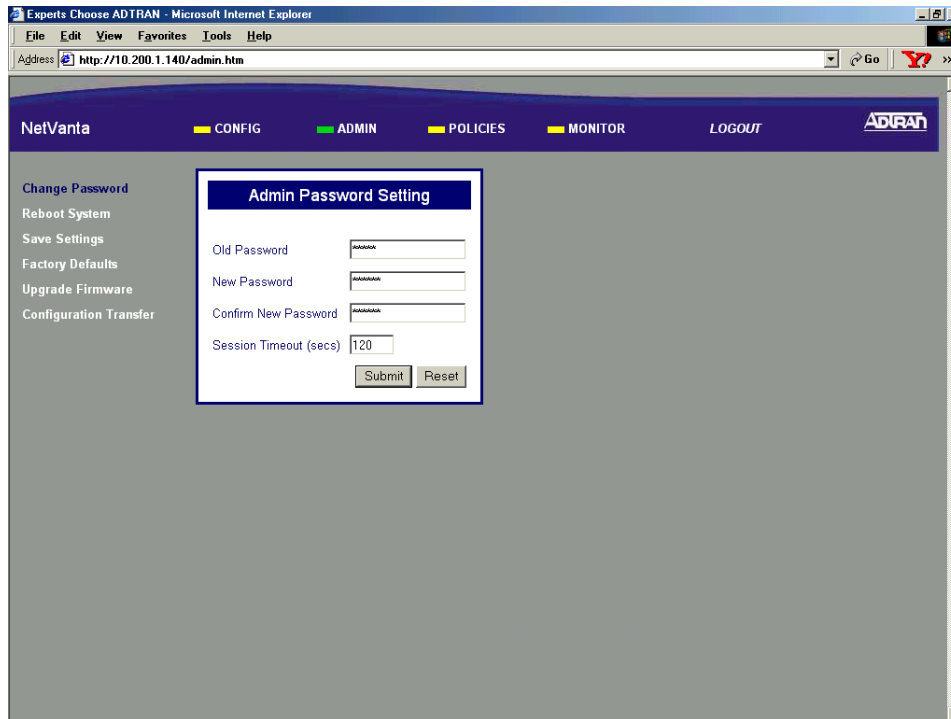 Experts Choose ADTRAN - Microsoft Internet Explorer
File Edit View Favorites Tools Help
Address http://10.200.1.140/admin.htm Go Y? »
NetVanta CONFIG ADMIN POLICIES MONITOR LOGOUT ADTRAN
Change Password
Reboot System
Save Settings
Factory Defaults
Upgrade Firmware
Configuration Transfer
Admin Password Setting
Old Password *****
New Password ******
Confirm New Password ******
Session Timeout (secs) 120
Submit Reset